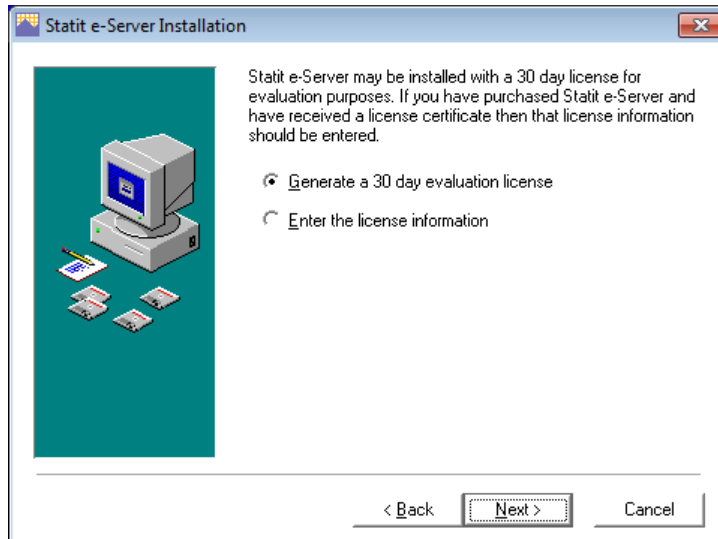 Statit e-Server Installation
Statit e-Server may be installed with a 30 day license for
evaluation purposes. If you have purchased Statit e-Server and
have received a license certificate then that license information
should be entered.
Generate a 30 day evaluation license
Enter the license information
< Back
Next >
Cancel